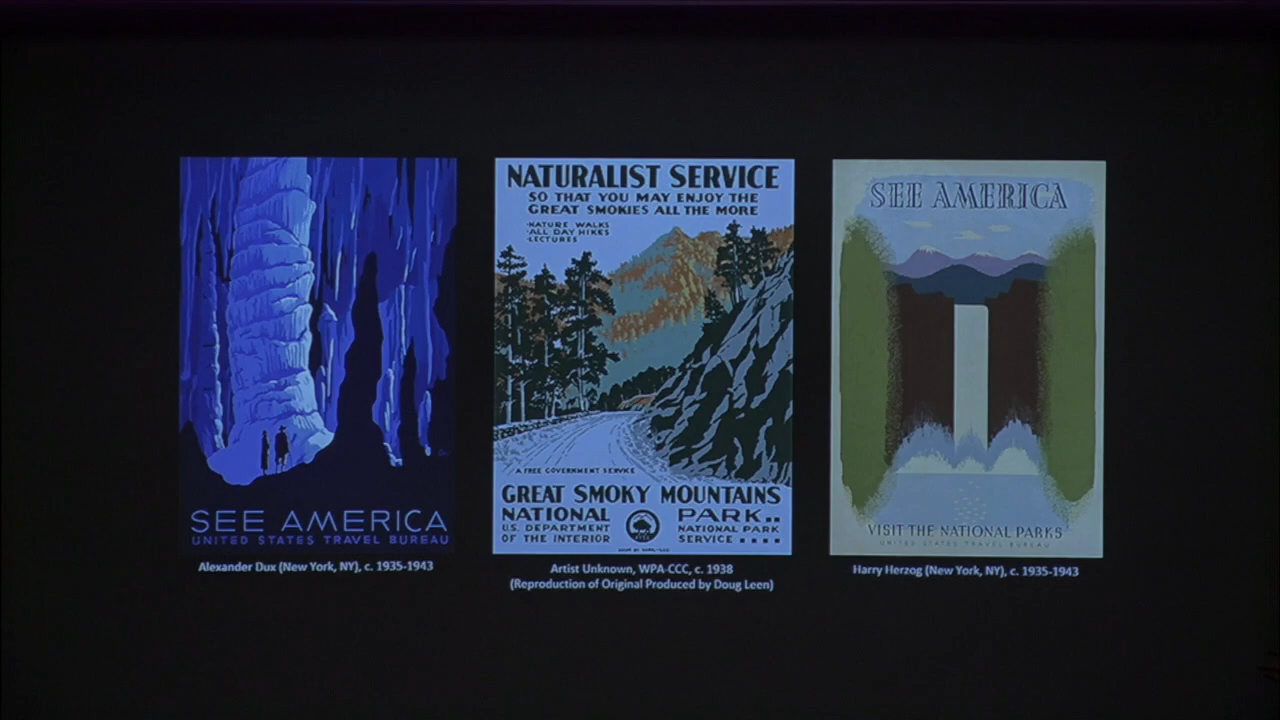 SEE AMERICA
UNITED STATES TRAVEL BUREAU
Alexander Dux (New York, NY), c. 1935-1943
NATURALIST SERVICE
SO THAT YOU MAY ENJOY THE
GREAT SMOKIES ALL THE MORE
·NATURE WALKS
·ALL DAY HIKES
·LECTURES
A FREE GOVERNMENT SERVICE
GREAT SMOKY MOUNTAINS
NATIONAL PARK
U.S. DEPARTMENT
OF THE INTERIOR
NATIONAL PARK
SERVICE
Artist Unknown, WPA-CCC, c. 1938
(Reproduction of Original Produced by Doug Leen)
SEE AMERICA
VISIT THE NATIONAL PARKS
UNITED STATES TRAVEL BUREAU
Harry Herzog (New York, NY), c. 1935-1943